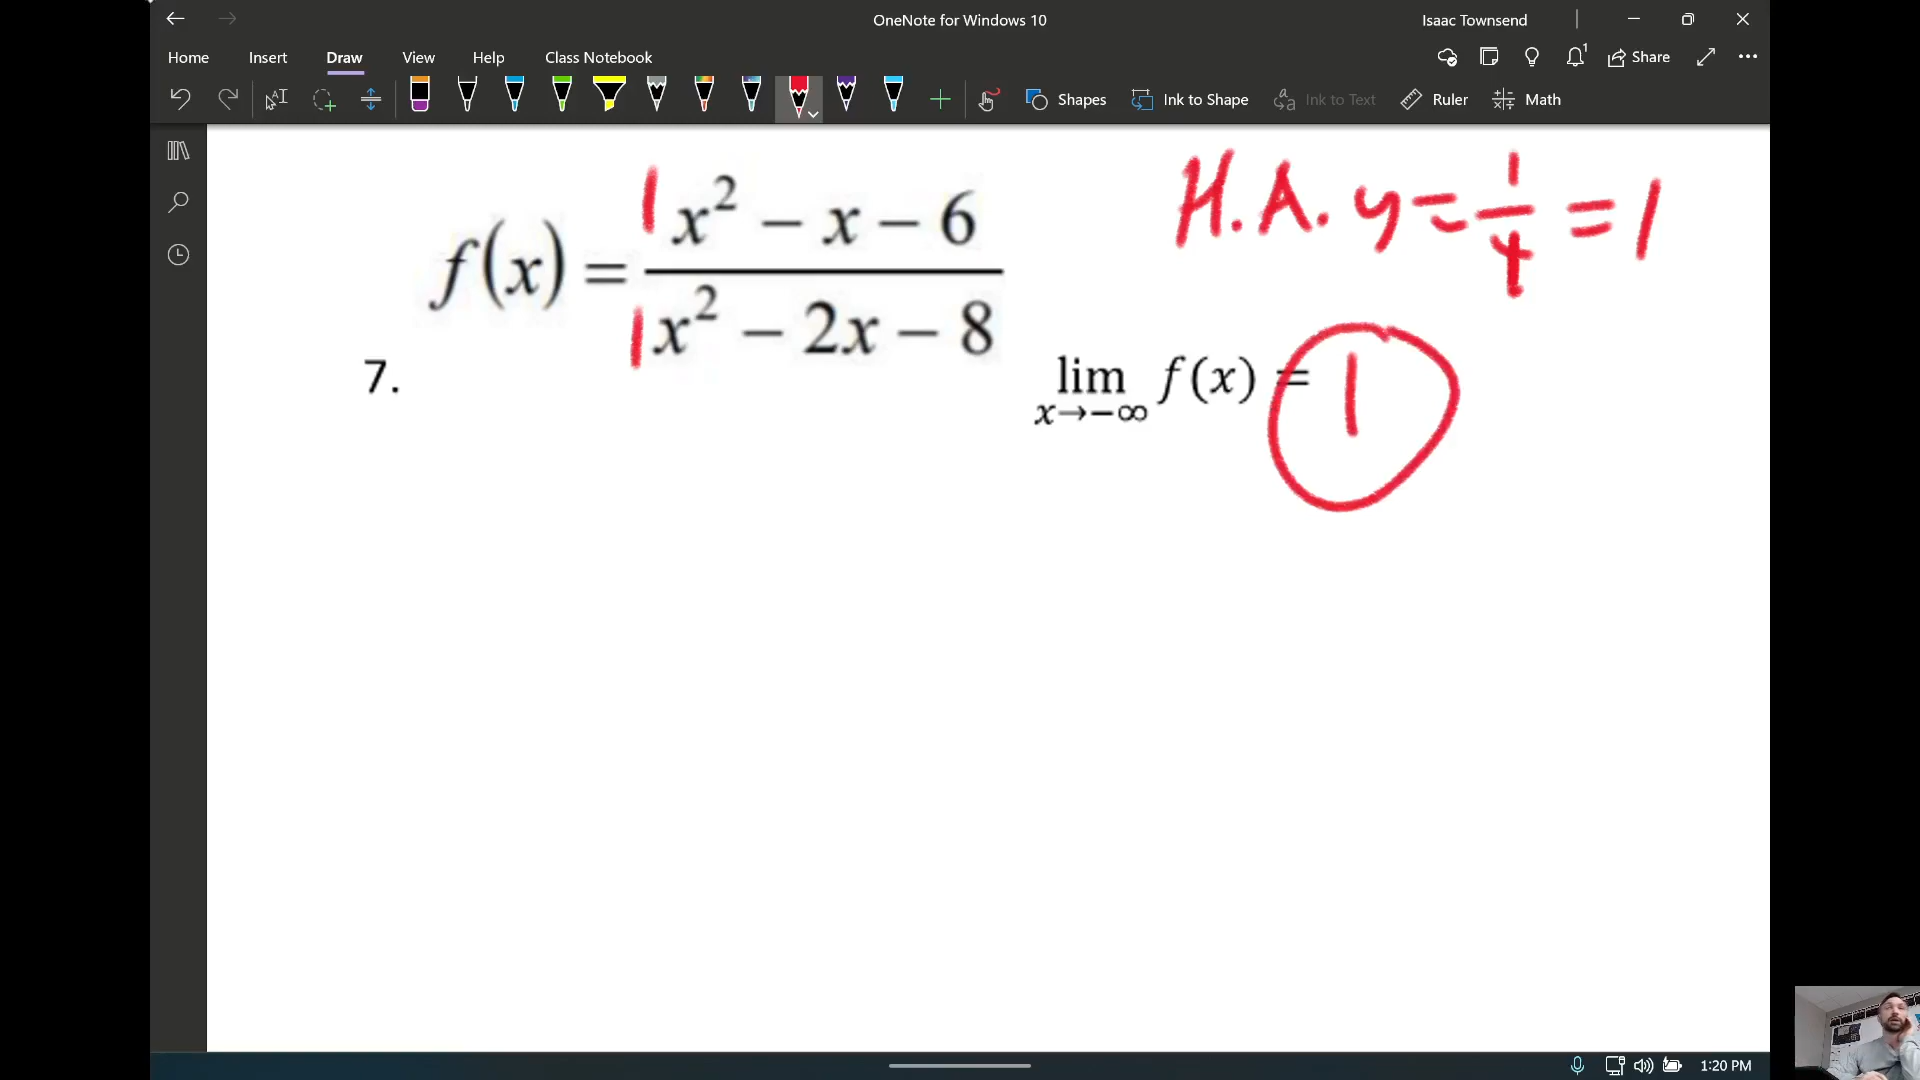 OneNote for Windows 10
Isaac Townsend
Home Insert Draw View Help Class Notebook
1 Share
Shapes Ink to Shape Ink to Text Ruler Math
f(x) = (1x² − x − 6) / (1x² − 2x − 8)
H.A. y = 1/1 = 1
7.
lim x→−∞ f(x) = 1
1:20 PM